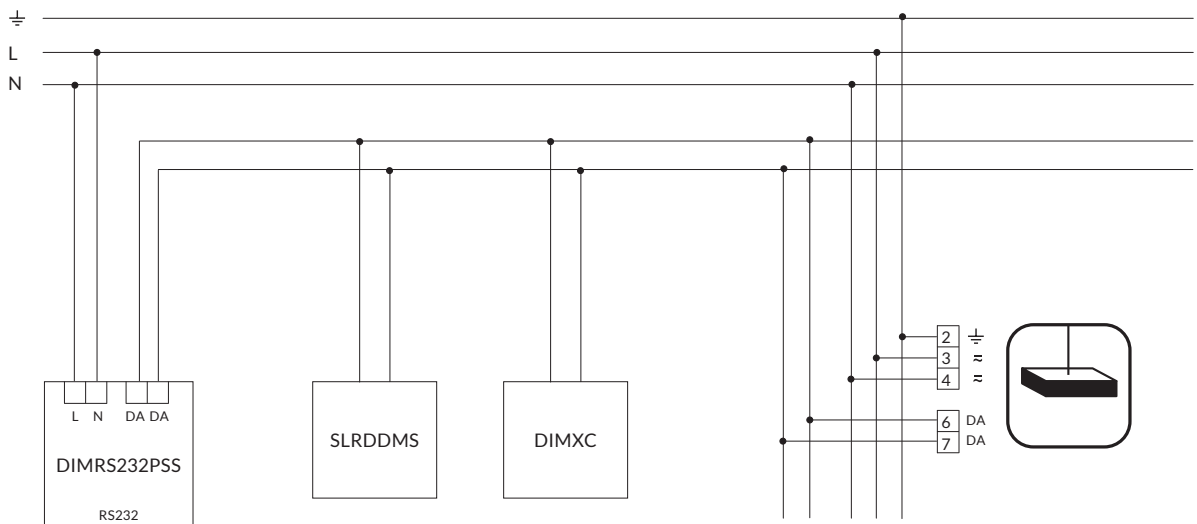 L
N
2
3 ≈
4 ≈
L N DA DA
6 DA
7 DA
SLRDDMS
DIMXC
DIMRS232PSS
RS232